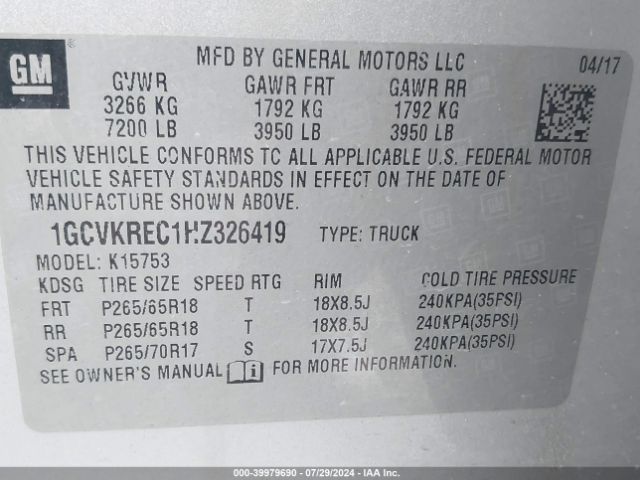 GM
MFD BY GENERAL MOTORS LLC 04/17
GVWR GAWR FRT GAWR RR
3266 KG 1792 KG 1792 KG
7200 LB 3950 LB 3950 LB
THIS VEHICLE CONFORMS TO ALL APPLICABLE U.S. FEDERAL MOTOR
VEHICLE SAFETY STANDARDS IN EFFECT ON THE DATE OF
MANUFACTURE SHOWN ABOVE.
1GCVKREC1HZ326419 TYPE: TRUCK
MODEL: K15753
KDSG TIRE SIZE SPEED RTG RIM COLD TIRE PRESSURE
FRT P265/65R18 T 18X8.5J 240KPA(35PSI)
RR P265/65R18 T 18X8.5J 240KPA(35PSI)
SPA P265/70R17 S 17X7.5J 240KPA(35PSI)
SEE OWNER'S MANUAL FOR MORE INFORMATION.
000-39979690 - 07/29/2024 - IAA Inc.